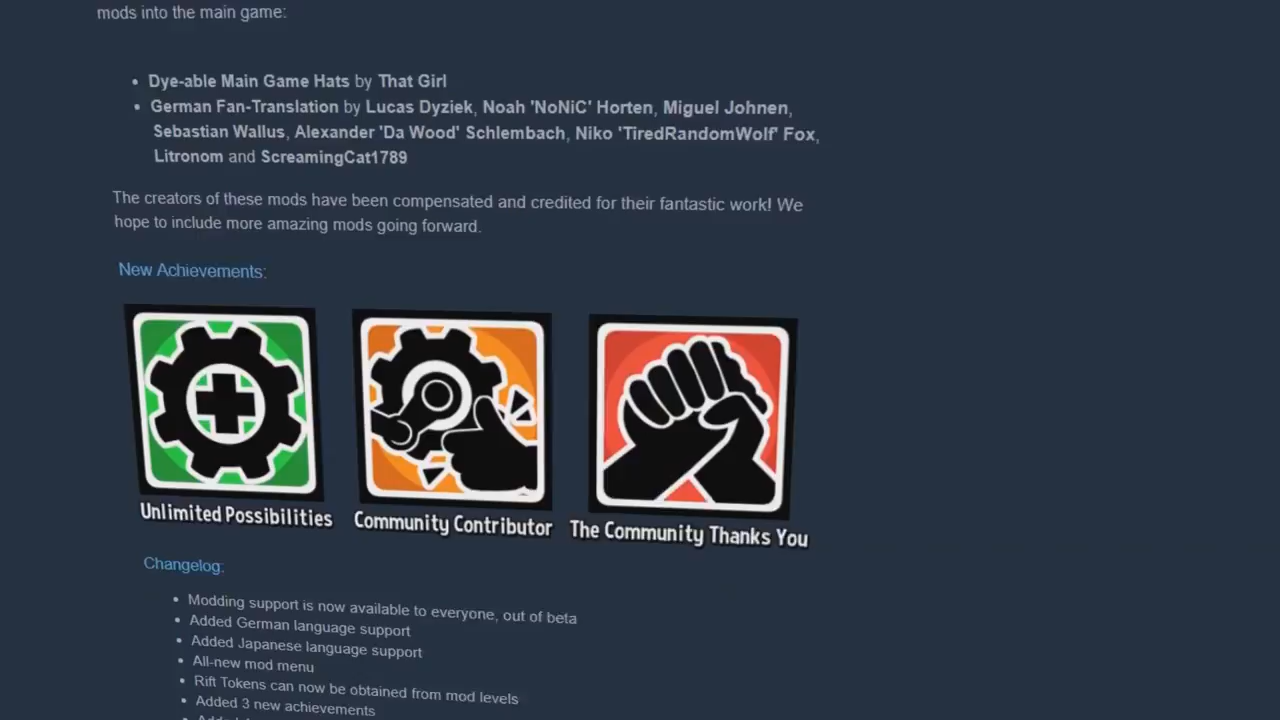 mods into the main game:
• Dye-able Main Game Hats by That Girl
• German Fan-Translation by Lucas Dyziek, Noah 'NoNiC' Horten, Miguel Johnen,
Sebastian Wallus, Alexander 'Da Wood' Schlembach, Niko 'TiredRandomWolf' Fox,
Litronom and ScreamingCat1789
The creators of these mods have been compensated and credited for their fantastic work! We
hope to include more amazing mods going forward.
New Achievements:
Unlimited Possibilities
Community Contributor
The Community Thanks You
Changelog:
• Modding support is now available to everyone, out of beta
• Added German language support
• Added Japanese language support
• All-new mod menu
• Rift Tokens can now be obtained from mod levels
• Added 3 new achievements